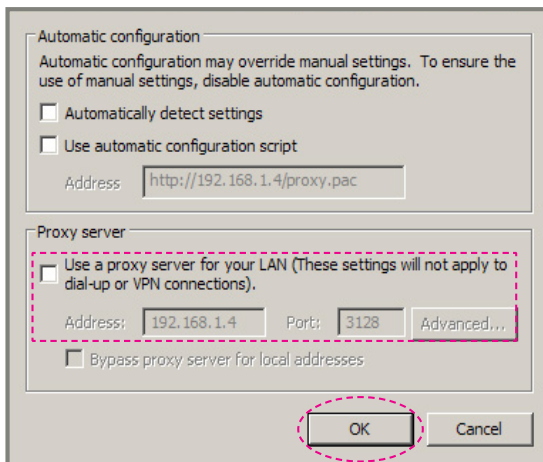 Automatic configuration
Automatic configuration may override manual settings. To ensure the
use of manual settings, disable automatic configuration.
Automatically detect settings
Use automatic configuration script
Address http://192.168.1.4/proxy.pac
Proxy server
Use a proxy server for your LAN (These settings will not apply to
dial-up or VPN connections).
Address: 192.168.1.4 Port: 3128 Advanced...
Bypass proxy server for local addresses
OK Cancel